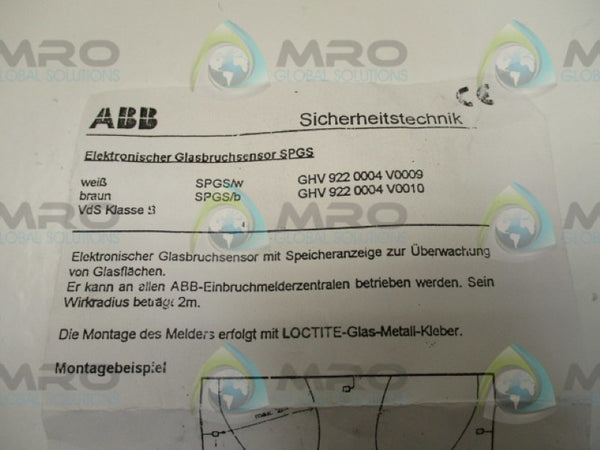 ABB Sicherheitstechnik CE
Elektronischer Glasbruchsensor SPGS
weiß SPGS/w GHV 922 0004 V0009
braun SPGS/b GHV 922 0004 V0010
VdS Klasse B
Elektronischer Glasbruchsensor mit Speicheranzeige zur Überwachung
von Glasflächen.
Er kann an allen ABB-Einbruchmelderzentralen betrieben werden. Sein
Wirkradius beträgt 2m.
Die Montage des Melders erfolgt mit LOCTITE-Glas-Metall-Kleber.
Montagebeispiel
max.
MRO
GLOBAL SOLUTIONS